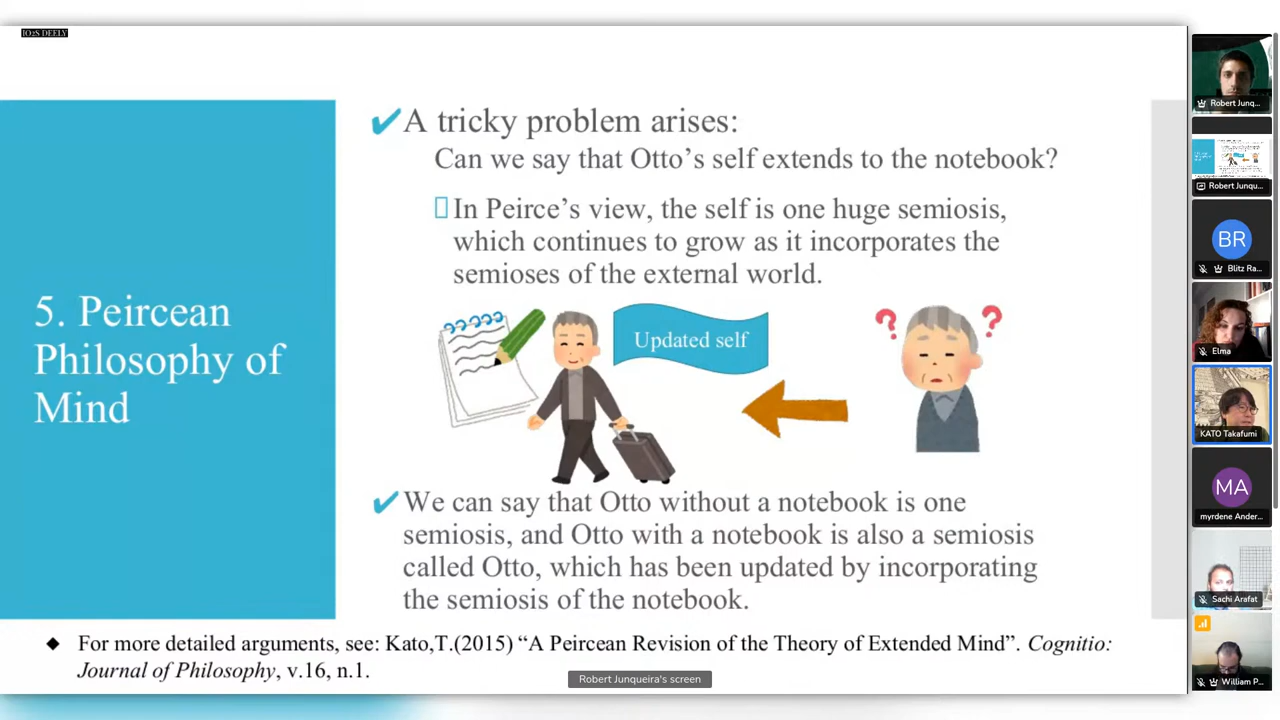 IO2S DEELY
5. Peircean
Philosophy of
Mind
A tricky problem arises:
Can we say that Otto’s self extends to the notebook?
In Peirce’s view, the self is one huge semiosis,
which continues to grow as it incorporates the
semioses of the external world.
Updated self
We can say that Otto without a notebook is one
semiosis, and Otto with a notebook is also a semiosis
called Otto, which has been updated by incorporating
the semiosis of the notebook.
For more detailed arguments, see: Kato,T.(2015) “A Peircean Revision of the Theory of Extended Mind”. Cognitio:
Journal of Philosophy, v.16, n.1.
Robert Junqueira's screen
Robert Junq...
Robert Junqu...
BR
Blitz Ra...
Elma
KATO Takafumi
MA
myrdene Ander...
Sachi Arafat
William P...